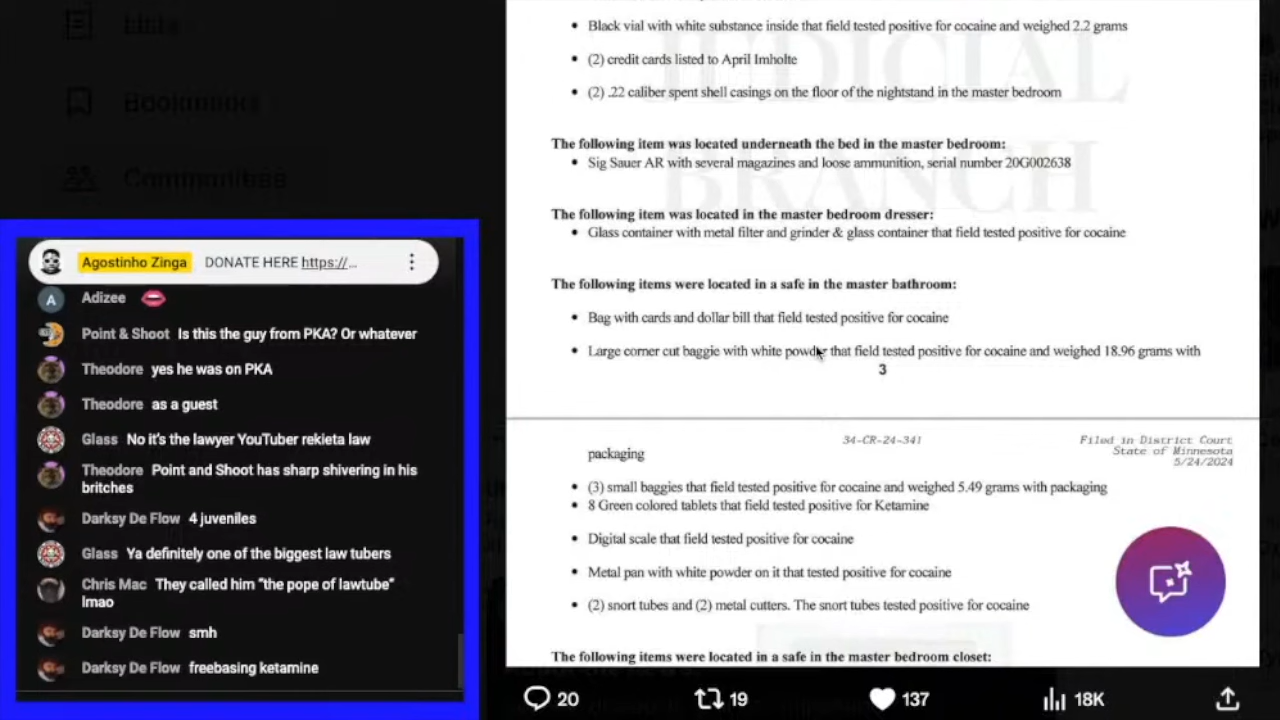 Lists
Bookmarks
Communities
Agostinho Zinga DONATE HERE https://...
A Adizee
Point & Shoot Is this the guy from PKA? Or whatever
Theodore yes he was on PKA
Theodore as a guest
Glass No it's the lawyer YouTuber rekieta law
Theodore Point and Shoot has sharp shivering in his
britches
Darksy De Flow 4 juveniles
Glass Ya definitely one of the biggest law tubers
Chris Mac They called him "the pope of lawtube"
lmao
Darksy De Flow smh
Darksy De Flow freebasing ketamine
JUDICIAL
BRANCH
• Black vial with white substance inside that field tested positive for cocaine and weighed 2.2 grams
• (2) credit cards listed to April Imholte
• (2) .22 caliber spent shell casings on the floor of the nightstand in the master bedroom
The following item was located underneath the bed in the master bedroom:
• Sig Sauer AR with several magazines and loose ammunition, serial number 20G002638
The following item was located in the master bedroom dresser:
• Glass container with metal filter and grinder & glass container that field tested positive for cocaine
The following items were located in a safe in the master bathroom:
• Bag with cards and dollar bill that field tested positive for cocaine
• Large corner cut baggie with white powder that field tested positive for cocaine and weighed 18.96 grams with
3
34-CR-24-341
Filed in District Court
State of Minnesota
5/24/2024
packaging
• (3) small baggies that field tested positive for cocaine and weighed 5.49 grams with packaging
• 8 Green colored tablets that field tested positive for Ketamine
• Digital scale that field tested positive for cocaine
• Metal pan with white powder on it that tested positive for cocaine
• (2) snort tubes and (2) metal cutters. The snort tubes tested positive for cocaine
The following items were located in a safe in the master bedroom closet:
20 19 137 18K